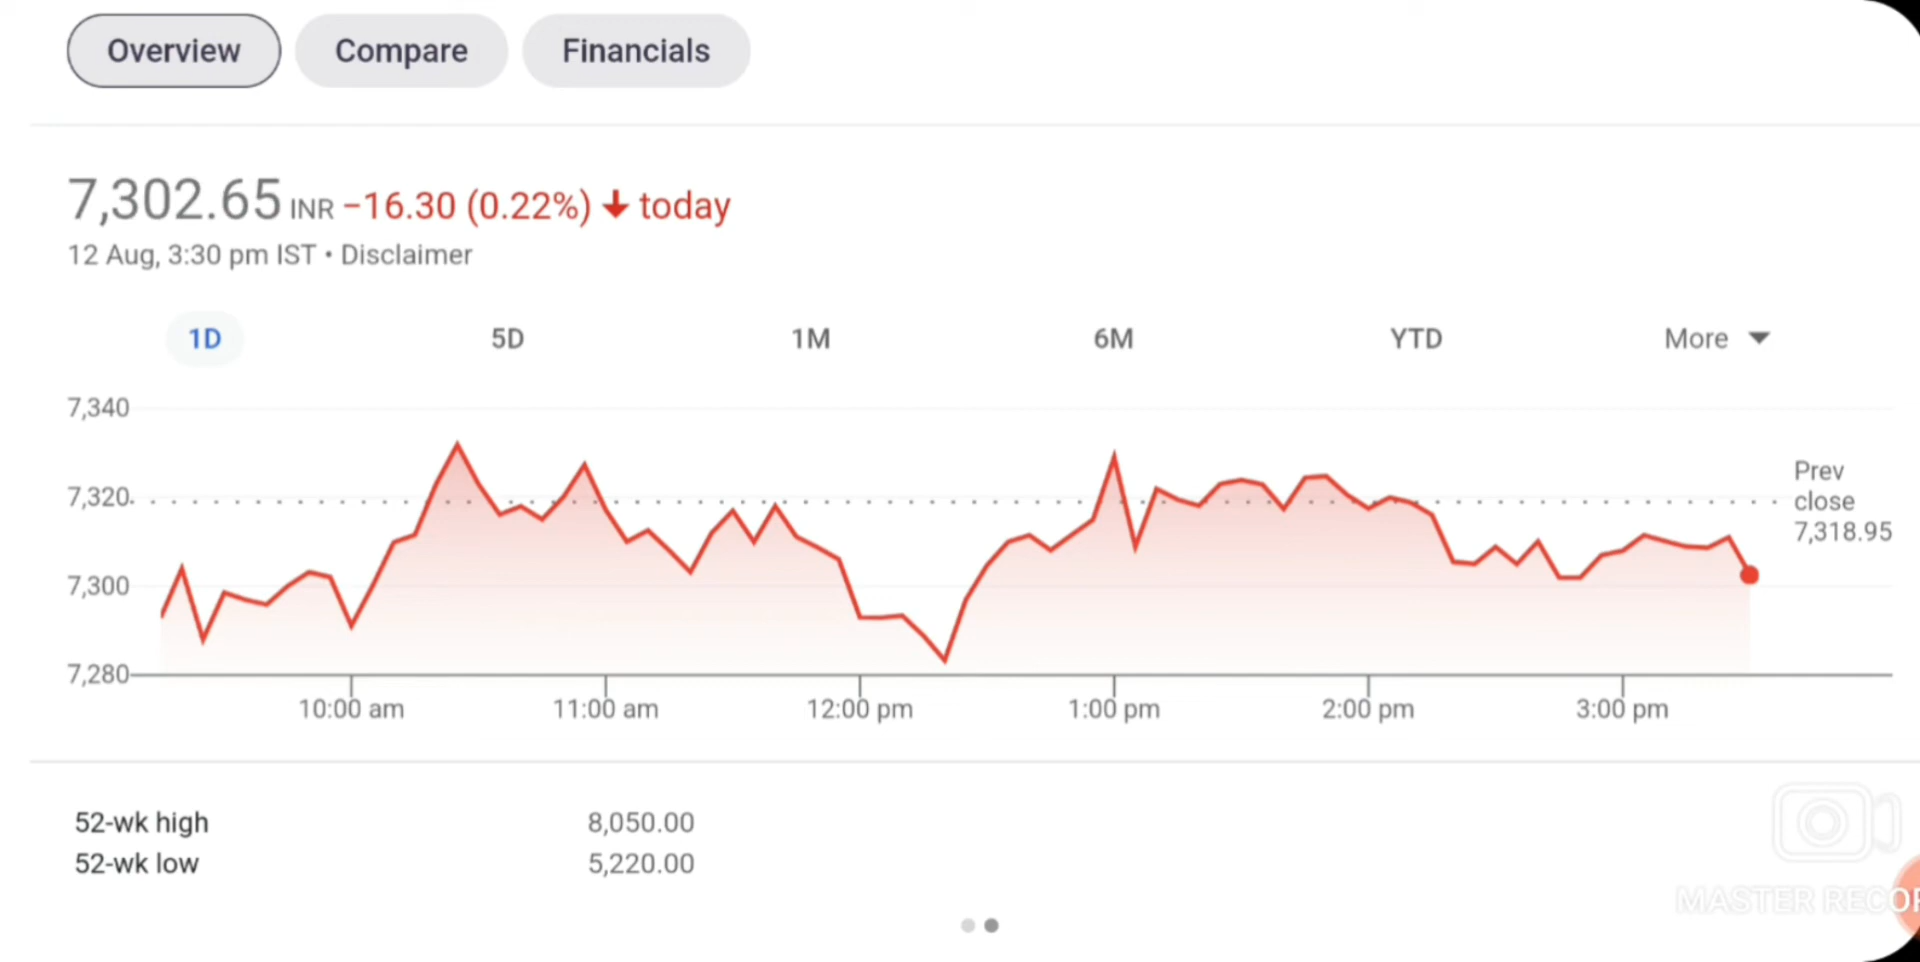 Overview Compare Financials
7,302.65 INR −16.30 (0.22%) today
12 Aug, 3:30 pm IST • Disclaimer
1D 5D 1M 6M YTD More
7,340
7,320
7,300
7,280
Prev
close
7,318.95
10:00 am 11:00 am 12:00 pm 1:00 pm 2:00 pm 3:00 pm
52-wk high 8,050.00
52-wk low 5,220.00
MASTER RECOR